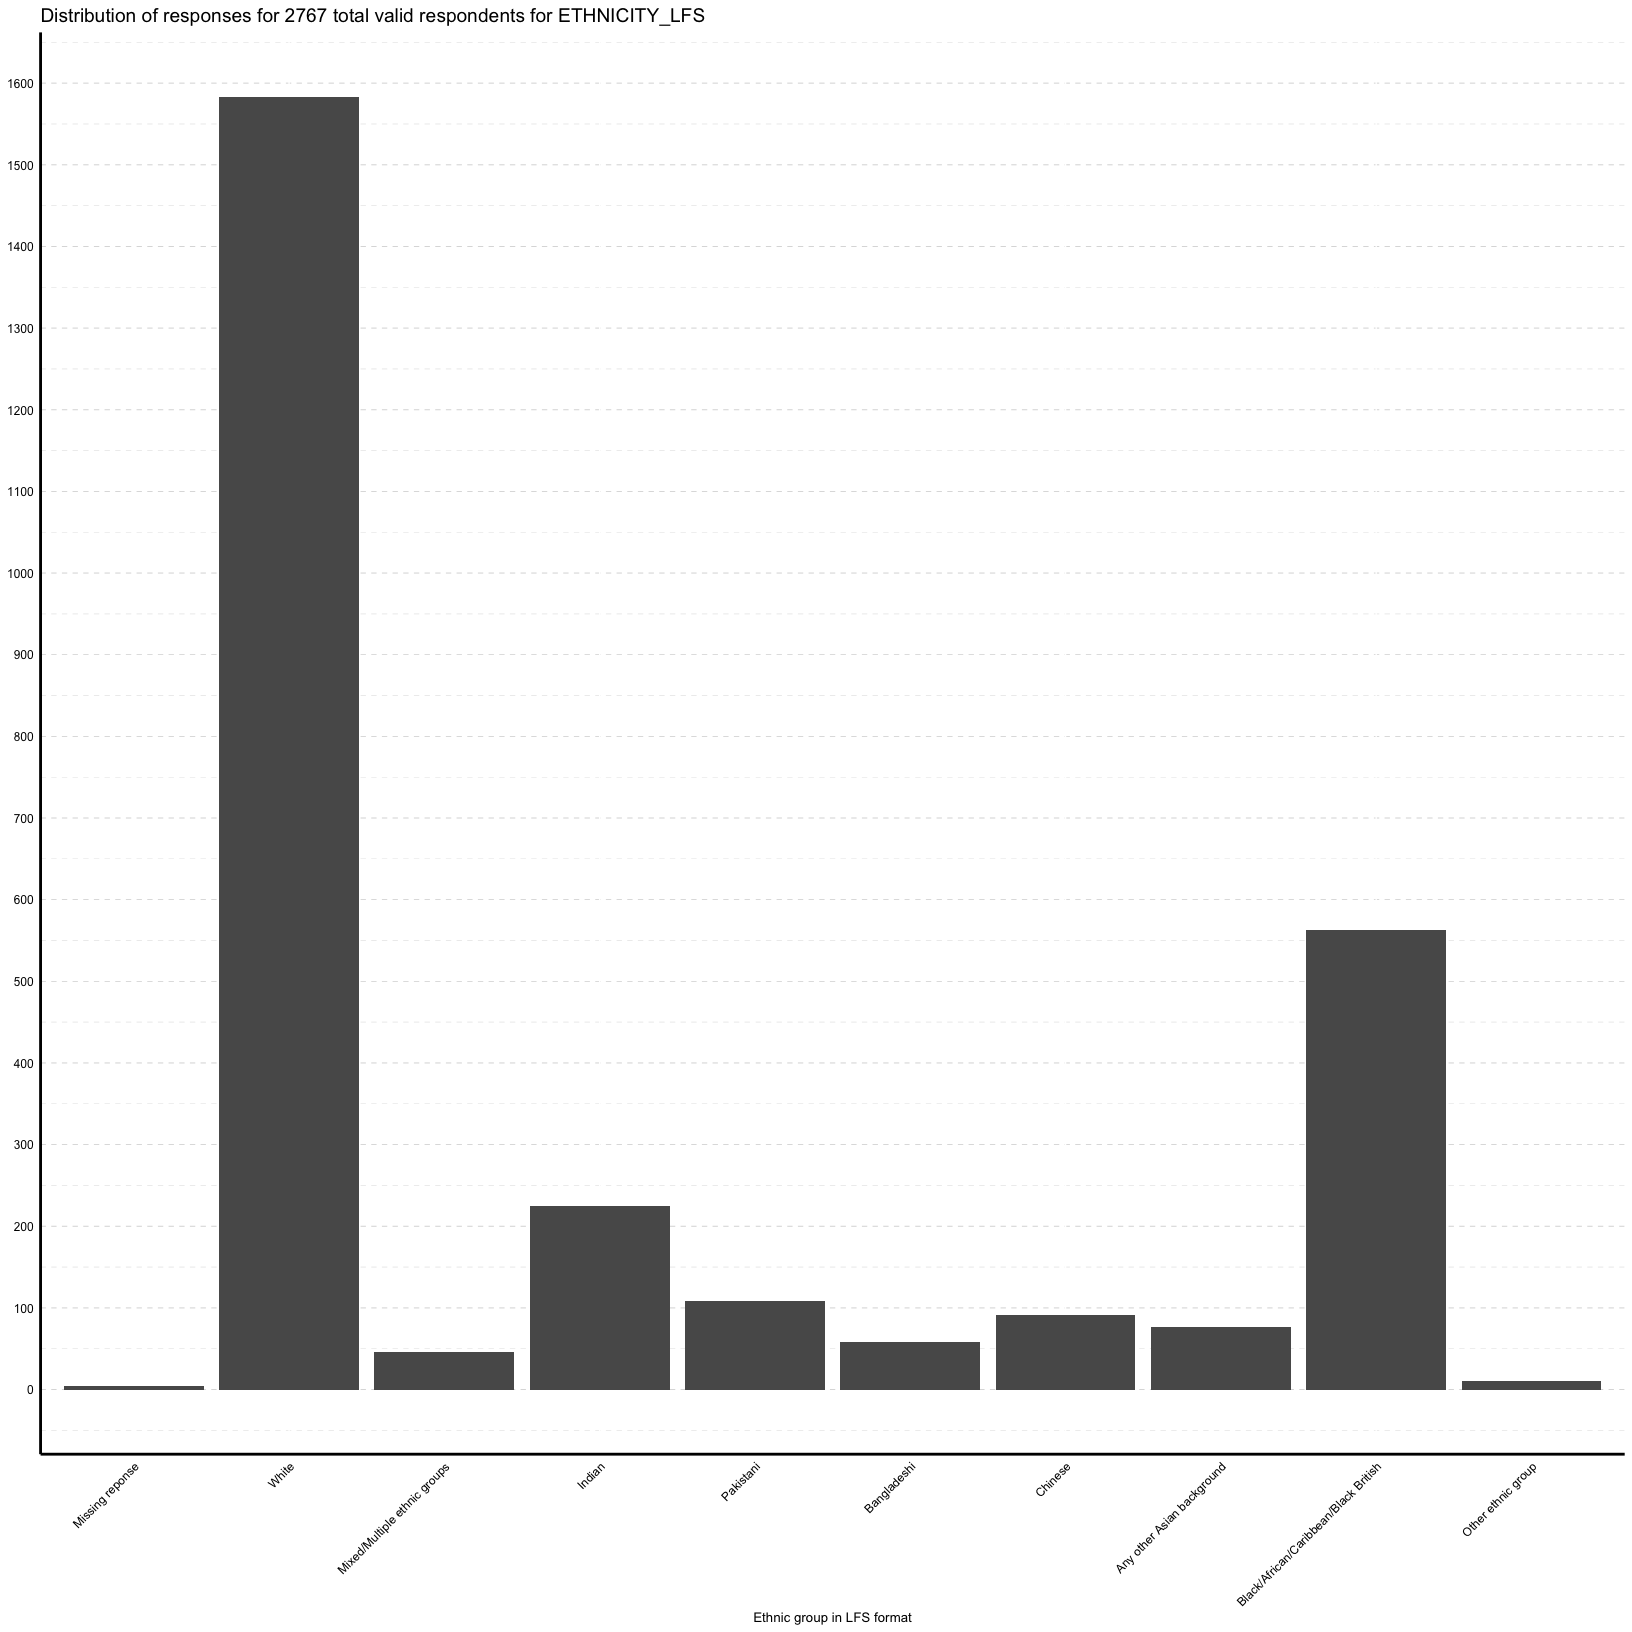 Distribution of responses for 2767 total valid respondents for ETHNICITY_LFS
1600
1500
1400
1300
1200
1100
1000
900
800
700
600
500
400
300
200
100
0
Missing reponse
White
Mixed/Multiple ethnic groups
Indian
Pakistani
Bangladeshi
Chinese
Any other Asian background
Black/African/Caribbean/Black British
Other ethnic group
Ethnic group in LFS format